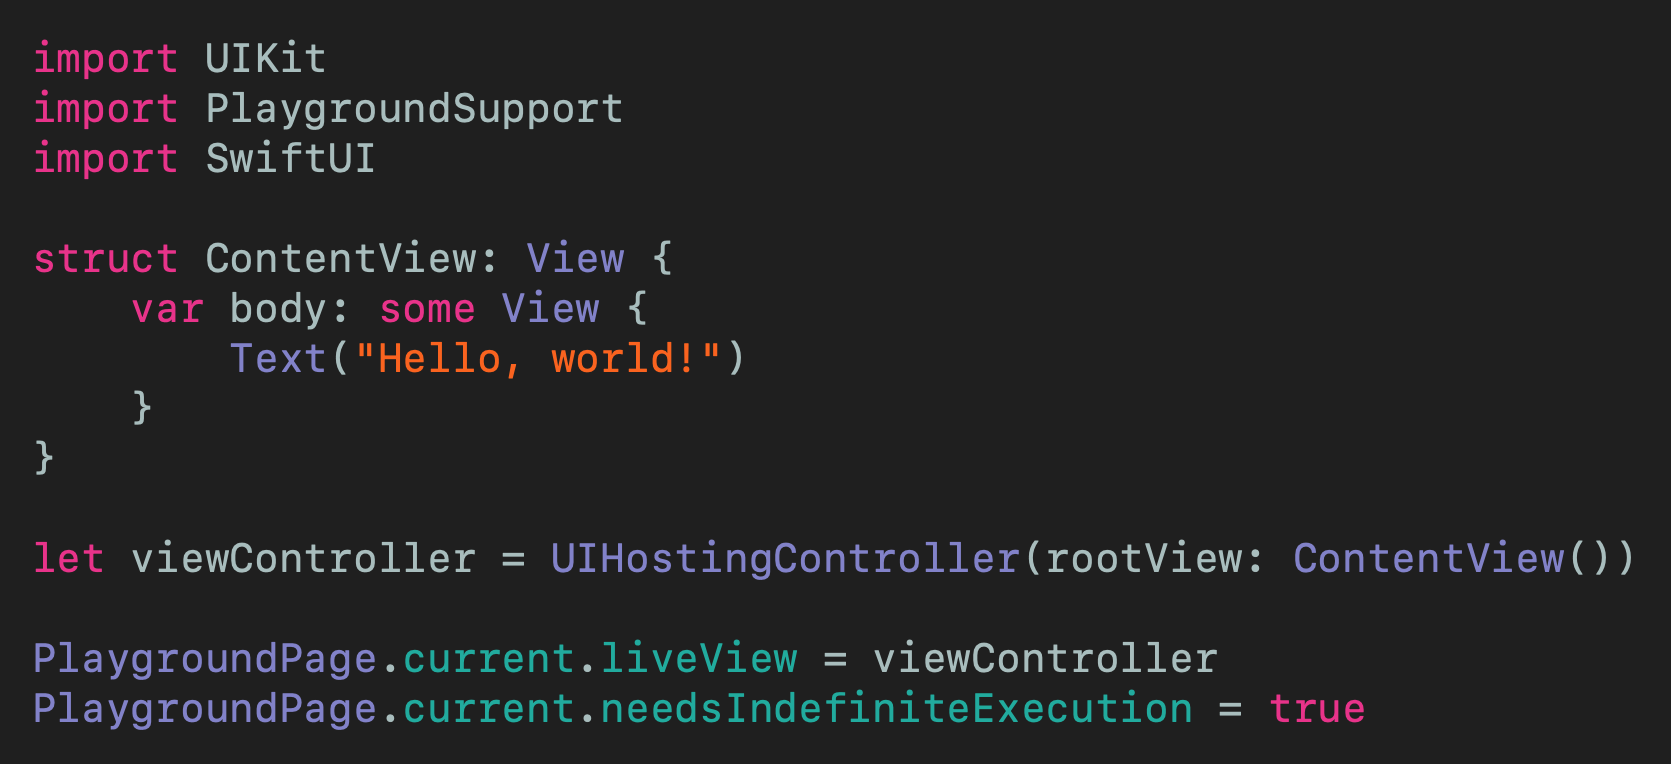 import UIKit
import PlaygroundSupport
import SwiftUI

struct ContentView: View {
    var body: some View {
        Text("Hello, world!")
    }
}

let viewController = UIHostingController(rootView: ContentView())

PlaygroundPage.current.liveView = viewController
PlaygroundPage.current.needsIndefiniteExecution = true